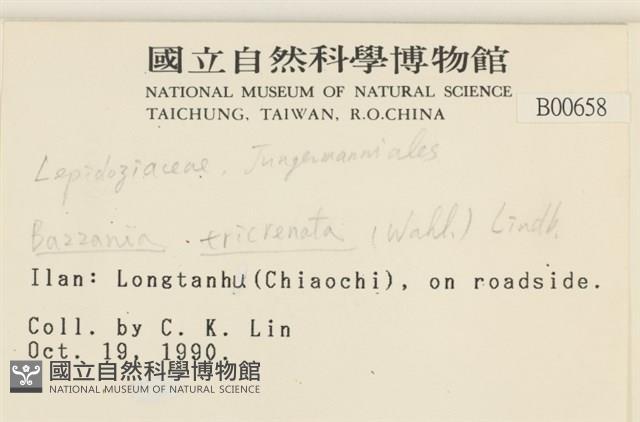 國立自然科學博物館
NATIONAL MUSEUM OF NATURAL SCIENCE
TAICHUNG, TAIWAN, R.O.CHINA
B00658
Lepidoziaceae, Jungermanniales
Bazzania tricrenata (Wahl.) Lindb.
Ilan: Longtanhu(Chiaochi), on roadside.
Coll. by C. K. Lin
Oct. 19, 1990.
國立自然科學博物館
NATIONAL MUSEUM OF NATURAL SCIENCE